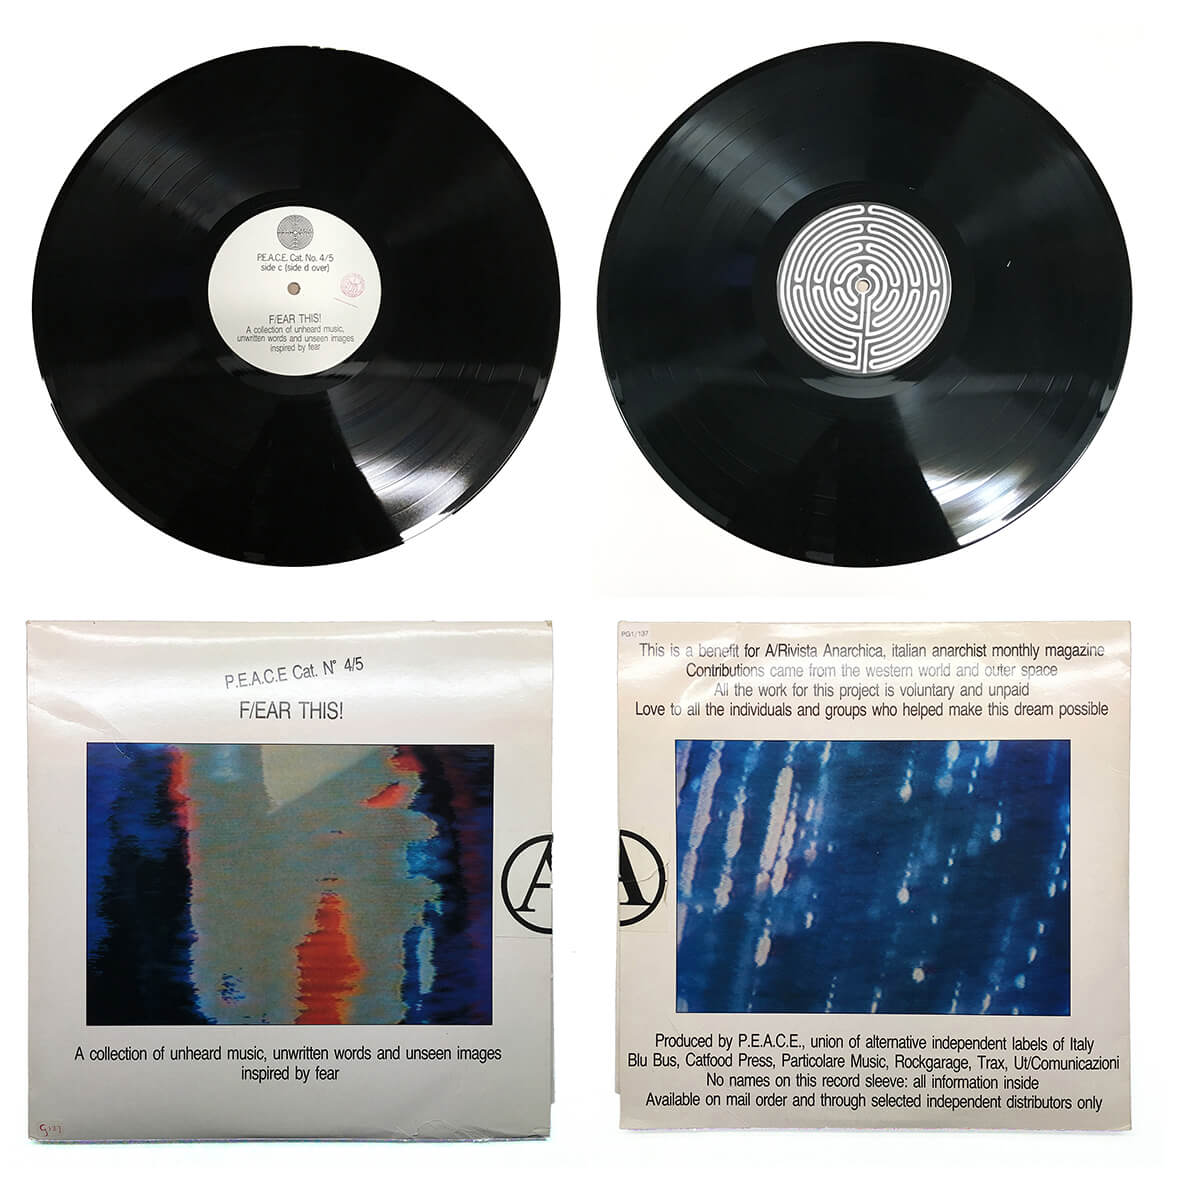 P.E.A.C.E. Cat. No. 4/5
side c (side d over)
F/EAR THIS!
A collection of unheard music,
unwritten words and unseen images
inspired by fear
P.E.A.C.E Cat. N° 4/5
F/EAR THIS!
A
A collection of unheard music, unwritten words and unseen images
inspired by fear
PG1/137
This is a benefit for A/Rivista Anarchica, italian anarchist monthly magazine
Contributions came from the western world and outer space
All the work for this project is voluntary and unpaid
Love to all the individuals and groups who helped make this dream possible
A
Produced by P.E.A.C.E., union of alternative independent labels of Italy
Blu Bus, Catfood Press, Particolare Music, Rockgarage, Trax, Ut/Comunicazioni
No names on this record sleeve: all information inside
Available on mail order and through selected independent distributors only